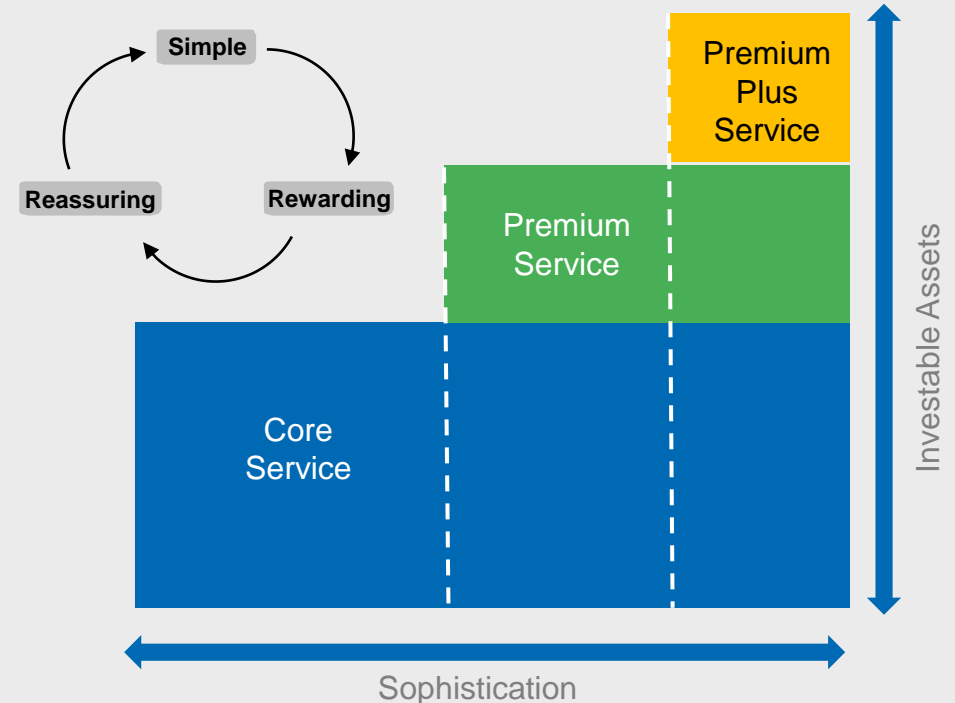 Simple
Reassuring
Rewarding
Premium
Plus
Service
Premium
Service
Core
Service
Investable Assets
Sophistication